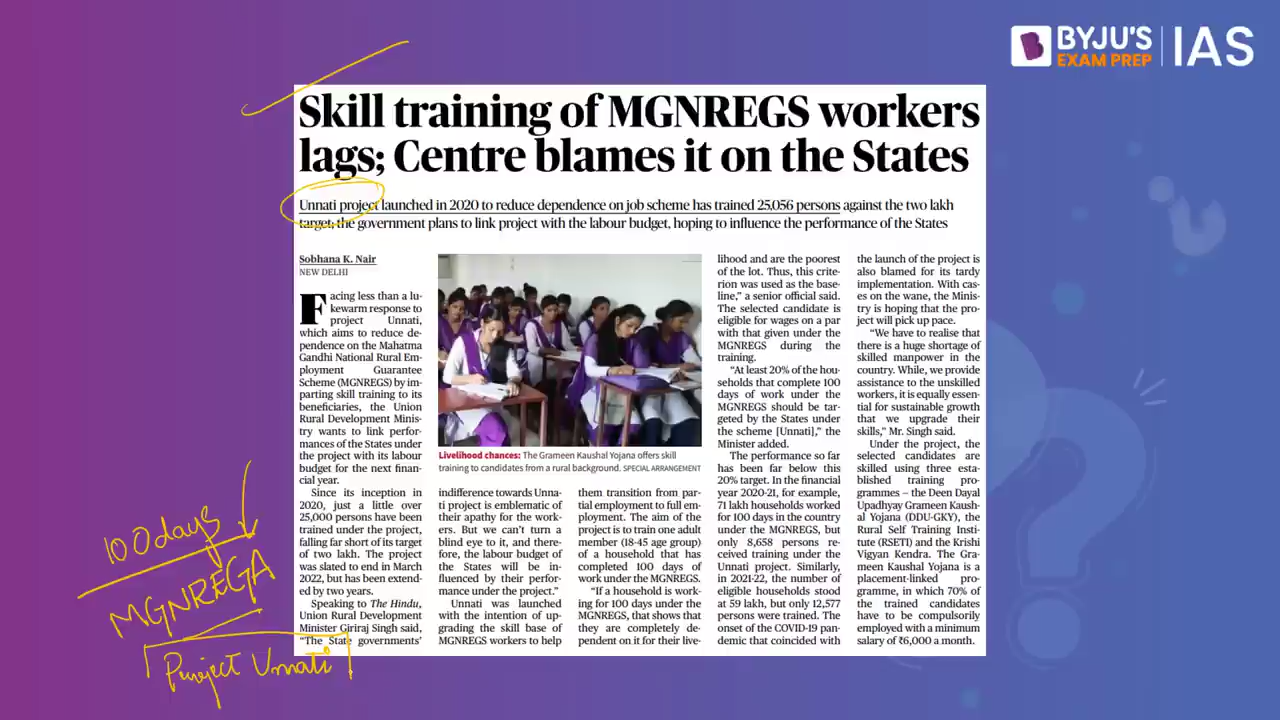 BYJU'S
EXAM PREP
IAS
Skill training of MGNREGS workers
lags; Centre blames it on the States
Unnati project launched in 2020 to reduce dependence on job scheme has trained 25,056 persons against the two lakh
target; the government plans to link project with the labour budget, hoping to influence the performance of the States
Sobhana K. Nair
NEW DELHI
Facing less than a lu-
kewarm response to
project Unnati,
which aims to reduce de-
pendence on the Mahatma
Gandhi National Rural Em-
ployment Guarantee
Scheme (MGNREGS) by im-
parting skill training to its
beneficiaries, the Union
Rural Development Minis-
try wants to link perfor-
mances of the States under
the project with its labour
budget for the next finan-
cial year.
Since its inception in
2020, just a little over
25,000 persons have been
trained under the project,
falling far short of its target
of two lakh. The project
was slated to end in March
2022, but has been extend-
ed by two years.
Speaking to The Hindu,
Union Rural Development
Minister Giriraj Singh said,
“The State governments’
Livelihood chances: The Grameen Kaushal Yojana offers skill
training to candidates from a rural background. SPECIAL ARRANGEMENT
indifference towards Unna-
ti project is emblematic of
their apathy for the work-
ers. But we can’t turn a
blind eye to it, and there-
fore, the labour budget of
the States will be in-
fluenced by their perfor-
mance under the project.”
Unnati was launched
with the intention of up-
grading the skill base of
MGNREGS workers to help
them transition from par-
tial employment to full em-
ployment. The aim of the
project is to train one adult
member (18-45 age group)
of a household that has
completed 100 days of
work under the MGNREGS.
“If a household is work-
ing for 100 days under the
MGNREGS, that shows that
they are completely de-
pendent on it for their live-
lihood and are the poorest
of the lot. Thus, this crite-
rion was used as the base-
line,” a senior official said.
The selected candidate is
eligible for wages on a par
with that given under the
MGNREGS during the
training.
“At least 20% of the hou-
seholds that complete 100
days of work under the
MGNREGS should be tar-
geted by the States under
the scheme [Unnati],” the
Minister added.
The performance so far
has been far below this
20% target. In the financial
year 2020-21, for example,
71 lakh households worked
for 100 days in the country
under the MGNREGS, but
only 8,658 persons re-
ceived training under the
Unnati project. Similarly,
in 2021-22, the number of
eligible households stood
at 59 lakh, but only 12,577
persons were trained. The
onset of the COVID-19 pan-
demic that coincided with
the launch of the project is
also blamed for its tardy
implementation. With cas-
es on the wane, the Minis-
try is hoping that the pro-
ject will pick up pace.
“We have to realise that
there is a huge shortage of
skilled manpower in the
country. While, we provide
assistance to the unskilled
workers, it is equally essen-
tial for sustainable growth
that we upgrade their
skills,” Mr. Singh said.
Under the project, the
selected candidates are
skilled using three esta-
blished training pro-
grammes – the Deen Dayal
Upadhyay Grameen Kaush-
al Yojana (DDU-GKY), the
Rural Self Training Insti-
tute (RSETI) and the Krishi
Vigyan Kendra. The Gra-
meen Kaushal Yojana is a
placement-linked pro-
gramme, in which 70% of
the trained candidates
have to be compulsorily
employed with a minimum
salary of ₹6,000 a month.
100 days
MGNREGA
Project Unnati